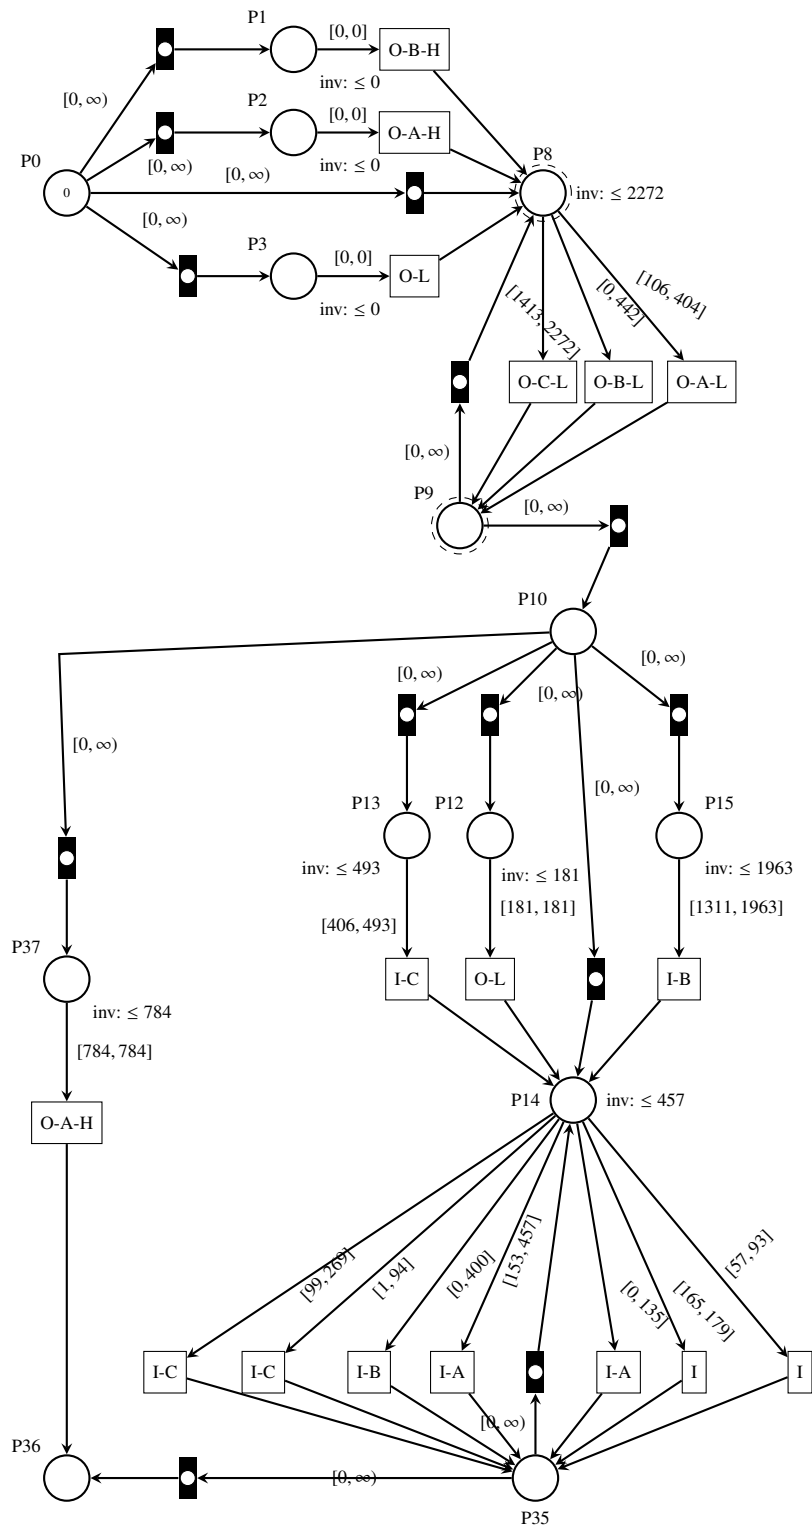 P1
[0, 0]
O-B-H
inv: ≤ 0
[0, ∞)
P2
[0, 0]
O-A-H
inv: ≤ 0
[0, ∞)
P0
0
[0, ∞)
P8
inv: ≤ 2272
[0, ∞)
P3
[0, 0]
O-L
inv: ≤ 0
[1413, 2272]
[0, 442]
[106, 404]
O-C-L
O-B-L
O-A-L
[0, ∞)
P9
[0, ∞)
P10
[0, ∞)
[0, ∞)
[0, ∞)
[0, ∞)
[0, ∞)
P13
P12
P15
inv: ≤ 493
inv: ≤ 181
inv: ≤ 1963
[406, 493]
[181, 181]
[1311, 1963]
P37
I-C
O-L
I-B
inv: ≤ 784
[784, 784]
O-A-H
P14
inv: ≤ 457
[99, 269]
[1, 94]
[0, 400]
[153, 457]
[0, 135]
[165, 179]
[57, 93]
I-C
I-C
I-B
I-A
I-A
I
I
[0, ∞)
P36
[0, ∞)
P35